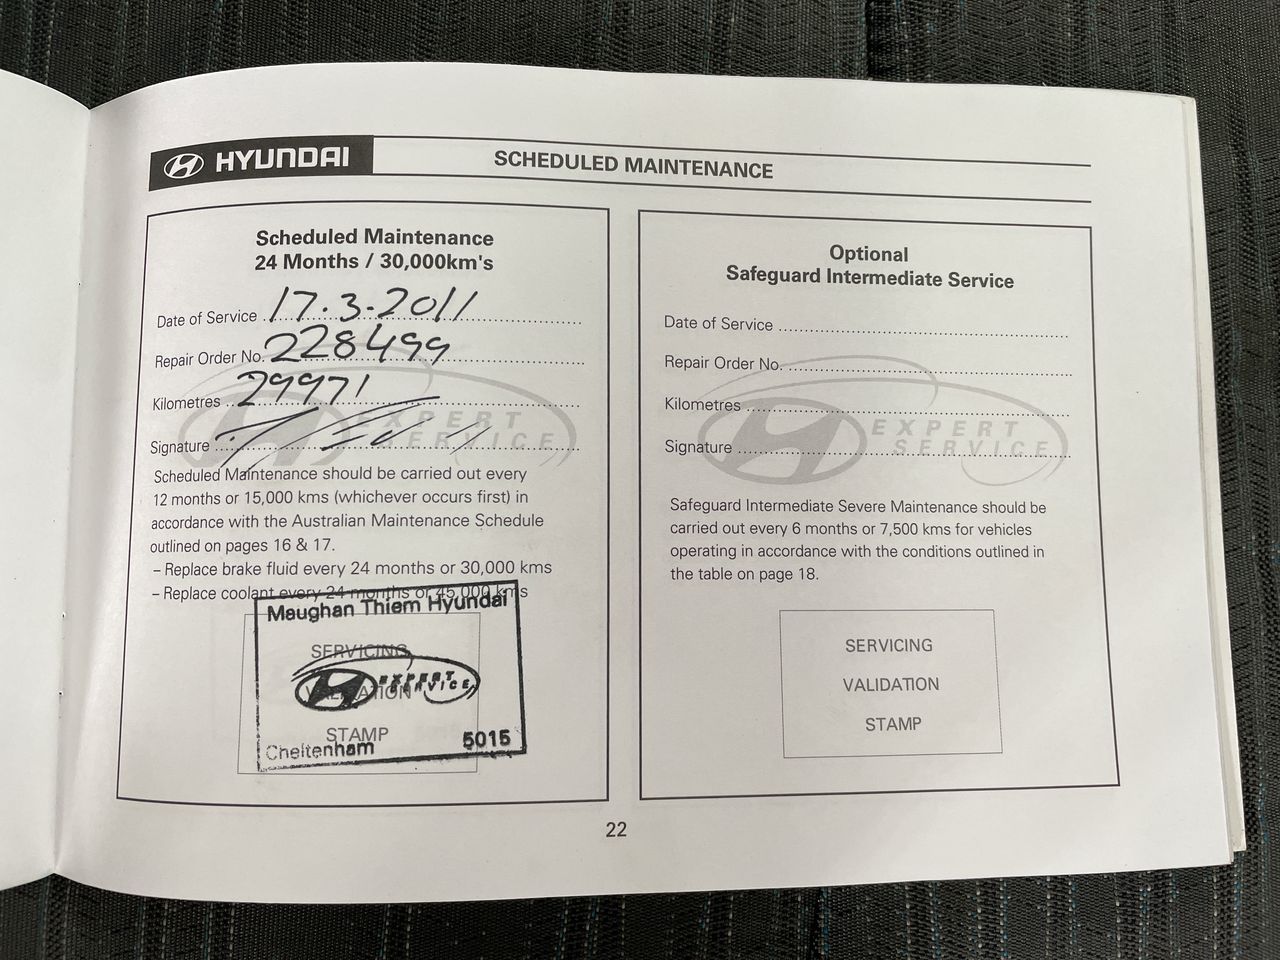 HYUNDAI
SCHEDULED MAINTENANCE
Scheduled Maintenance
24 Months / 30,000km's
Date of Service 17.3.2011
Repair Order No. 228499
Kilometres 29971
EXPERT
SERVICE
Signature
Scheduled Maintenance should be carried out every
12 months or 15,000 kms (whichever occurs first) in
accordance with the Australian Maintenance Schedule
outlined on pages 16 & 17.
– Replace brake fluid every 24 months or 30,000 kms
– Replace coolant every 24 months or 45,000 kms
Maughan Thiem Hyundai
SERVICING
EXPERT
SERVICE
VALIDATION
STAMP
Cheltenham 5015
Optional
Safeguard Intermediate Service
Date of Service
Repair Order No.
Kilometres
EXPERT
SERVICE
Signature
Safeguard Intermediate Severe Maintenance should be
carried out every 6 months or 7,500 kms for vehicles
operating in accordance with the conditions outlined in
the table on page 18.
SERVICING
VALIDATION
STAMP
22